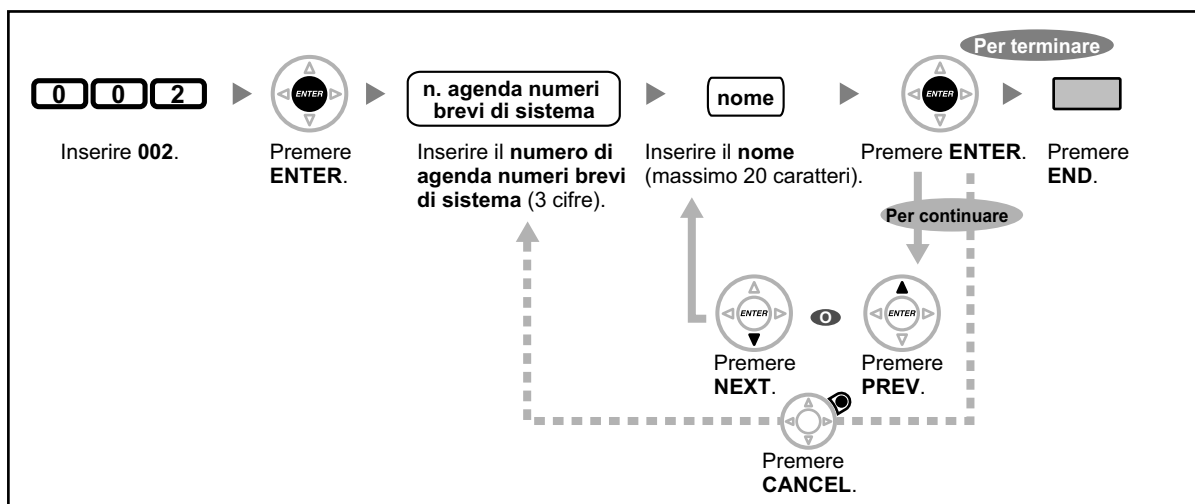 Per terminare
0 0 2
ENTER
n. agenda numeri
brevi di sistema
nome
ENTER
Inserire 002.
Premere
ENTER.
Inserire il numero di
agenda numeri brevi
di sistema (3 cifre).
Inserire il nome
(massimo 20 caratteri).
Premere ENTER.
Premere
END.
Per continuare
ENTER
O
ENTER
Premere
NEXT.
Premere
PREV.
Premere
CANCEL.